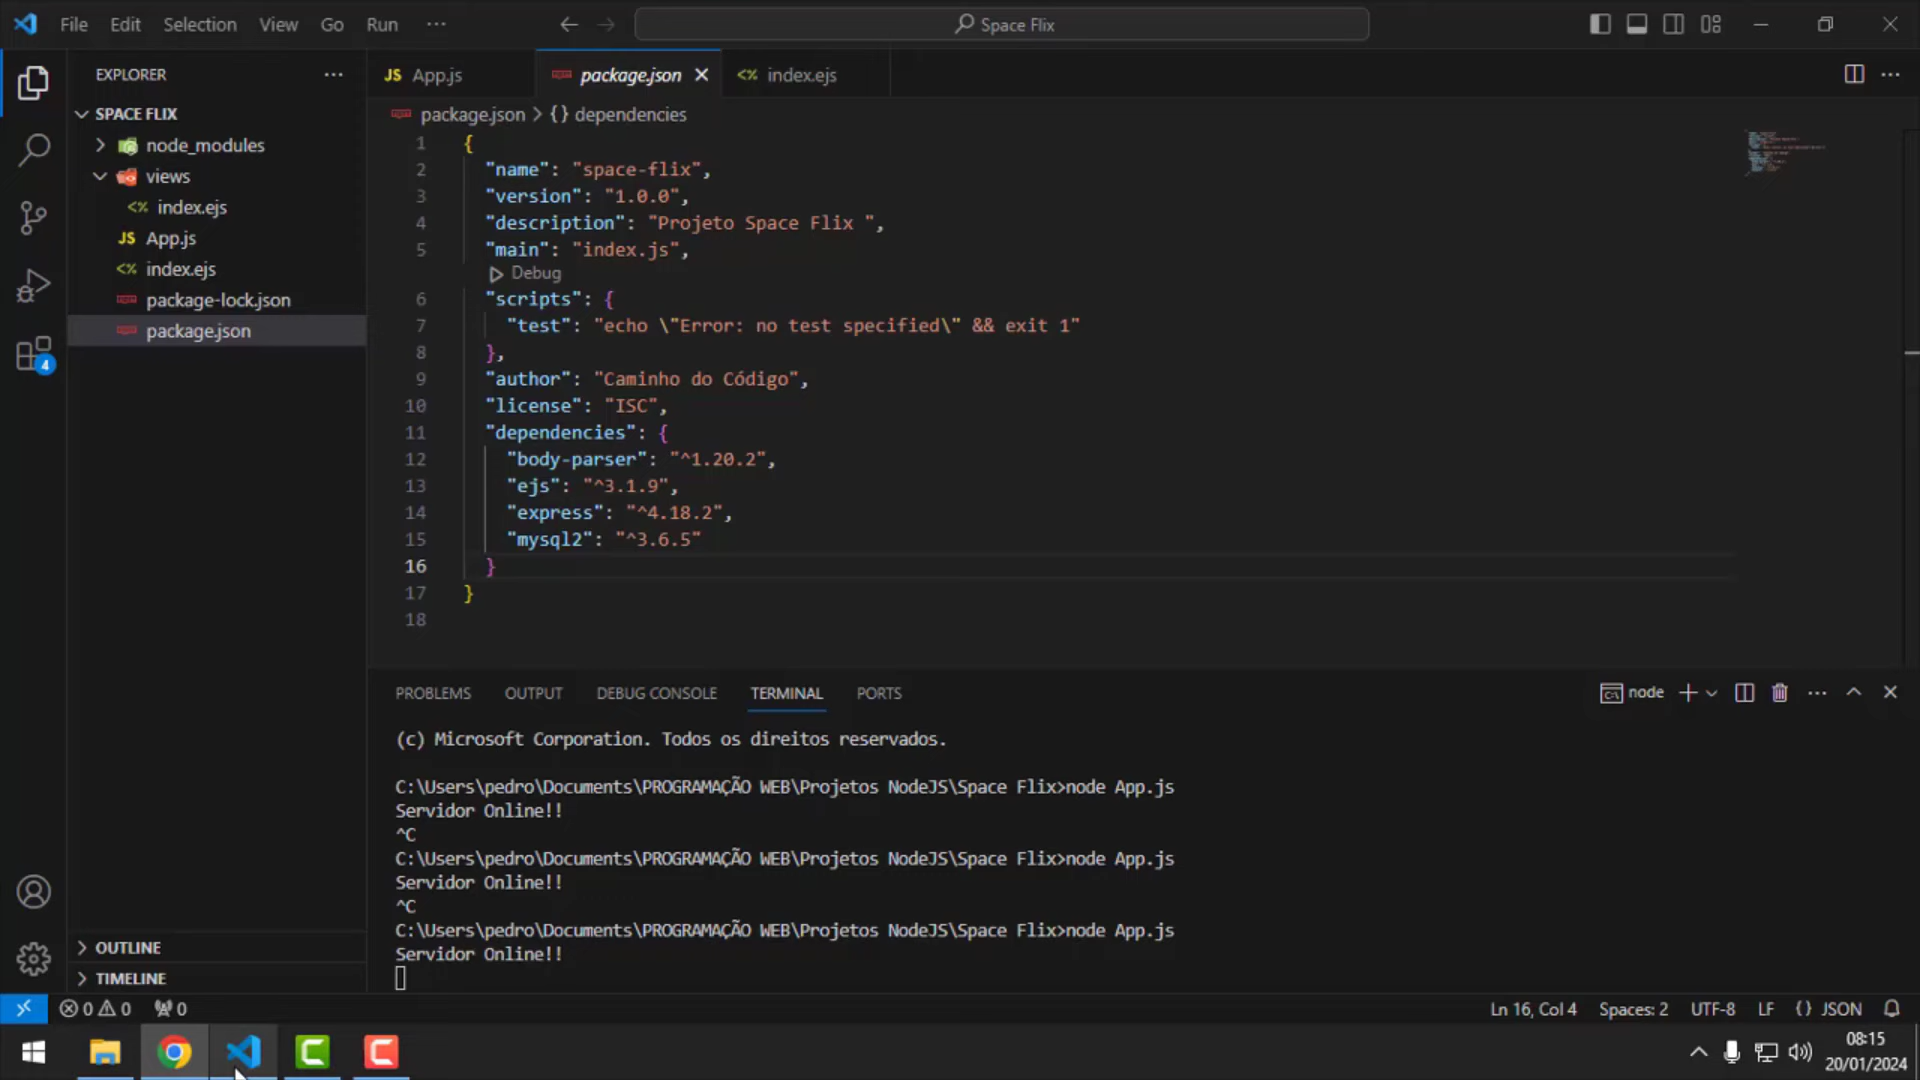 File Edit Selection View Go Run ...
Space Flix
EXPLORER ...
SPACE FLIX
node_modules
views
<% index.ejs
JS App.js
<% index.ejs
package-lock.json
package.json
4
OUTLINE
TIMELINE
JS App.js
package.json
<% index.ejs
package.json > {} dependencies
1 {
2 "name": "space-flix",
3 "version": "1.0.0",
4 "description": "Projeto Space Flix ",
5 "main": "index.js",
Debug
6 "scripts": {
7 "test": "echo \"Error: no test specified\" && exit 1"
8 },
9 "author": "Caminho do Código",
10 "license": "ISC",
11 "dependencies": {
12 "body-parser": "^1.20.2",
13 "ejs": "^3.1.9",
14 "express": "^4.18.2",
15 "mysql2": "^3.6.5"
16 }
17 }
18
PROBLEMS OUTPUT DEBUG CONSOLE TERMINAL PORTS
node
(c) Microsoft Corporation. Todos os direitos reservados.
C:\Users\pedro\Documents\PROGRAMAÇÃO WEB\Projetos NodeJS\Space Flix>node App.js
Servidor Online!!
^C
C:\Users\pedro\Documents\PROGRAMAÇÃO WEB\Projetos NodeJS\Space Flix>node App.js
Servidor Online!!
^C
C:\Users\pedro\Documents\PROGRAMAÇÃO WEB\Projetos NodeJS\Space Flix>node App.js
Servidor Online!!
0 0 0
Ln 16, Col 4 Spaces: 2 UTF-8 LF {} JSON
08:15
20/01/2024